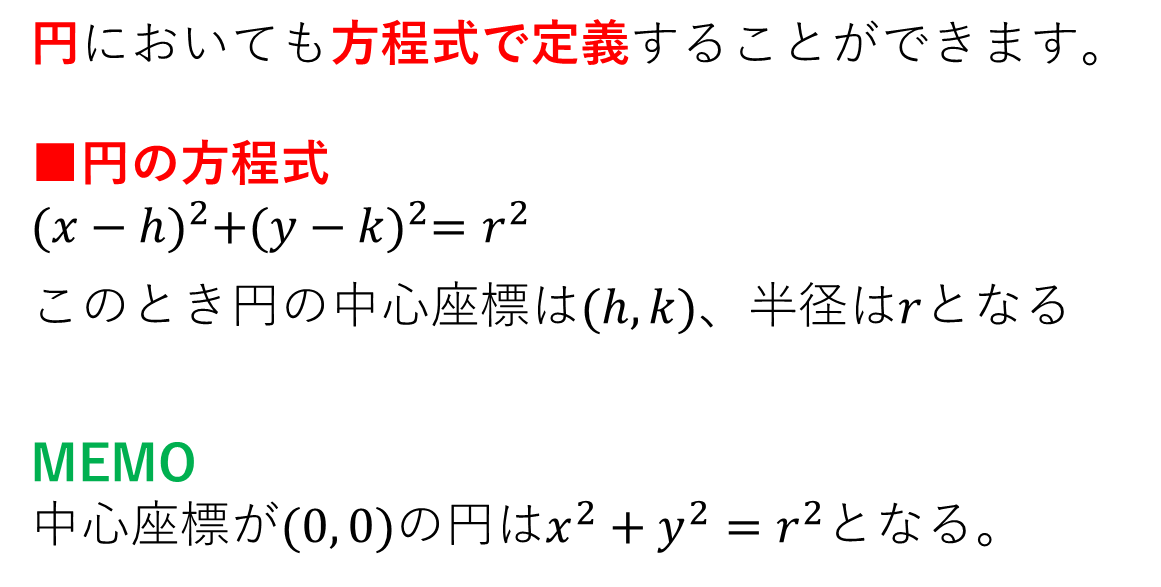 円においても方程式で定義することができます。
■円の方程式
(x − h)²+(y − k)²= r²
このとき円の中心座標は(h, k)、半径はrとなる
MEMO
中心座標が(0, 0)の円はx² + y² = r²となる。